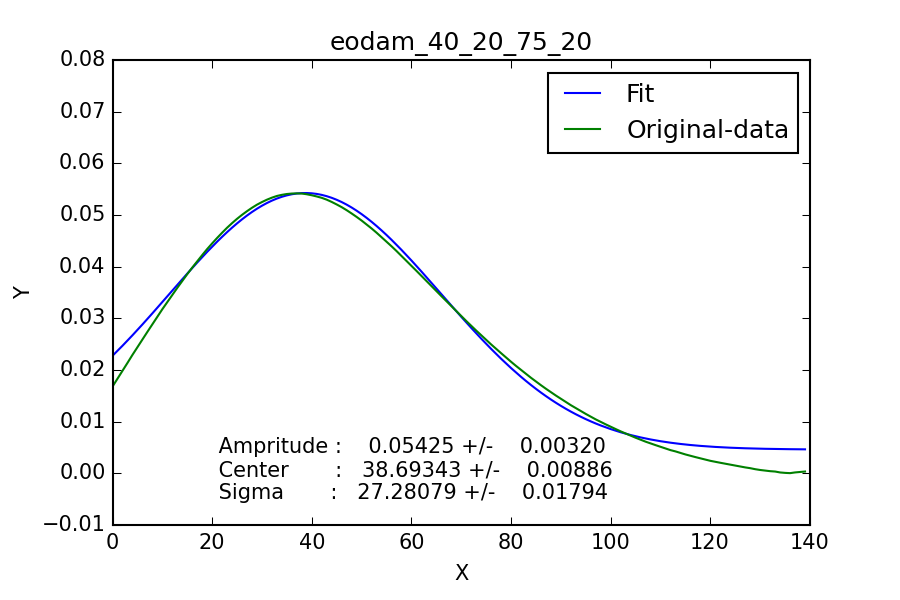 eodam_40_20_75_20
0.08
0.07
0.06
0.05
0.04
0.03
0.02
0.01
0.00
−0.01
Y
Fit
Original-data
Ampritude : 0.05425 +/- 0.00320
Center : 38.69343 +/- 0.00886
Sigma : 27.28079 +/- 0.01794
0 20 40 60 80 100 120 140
X